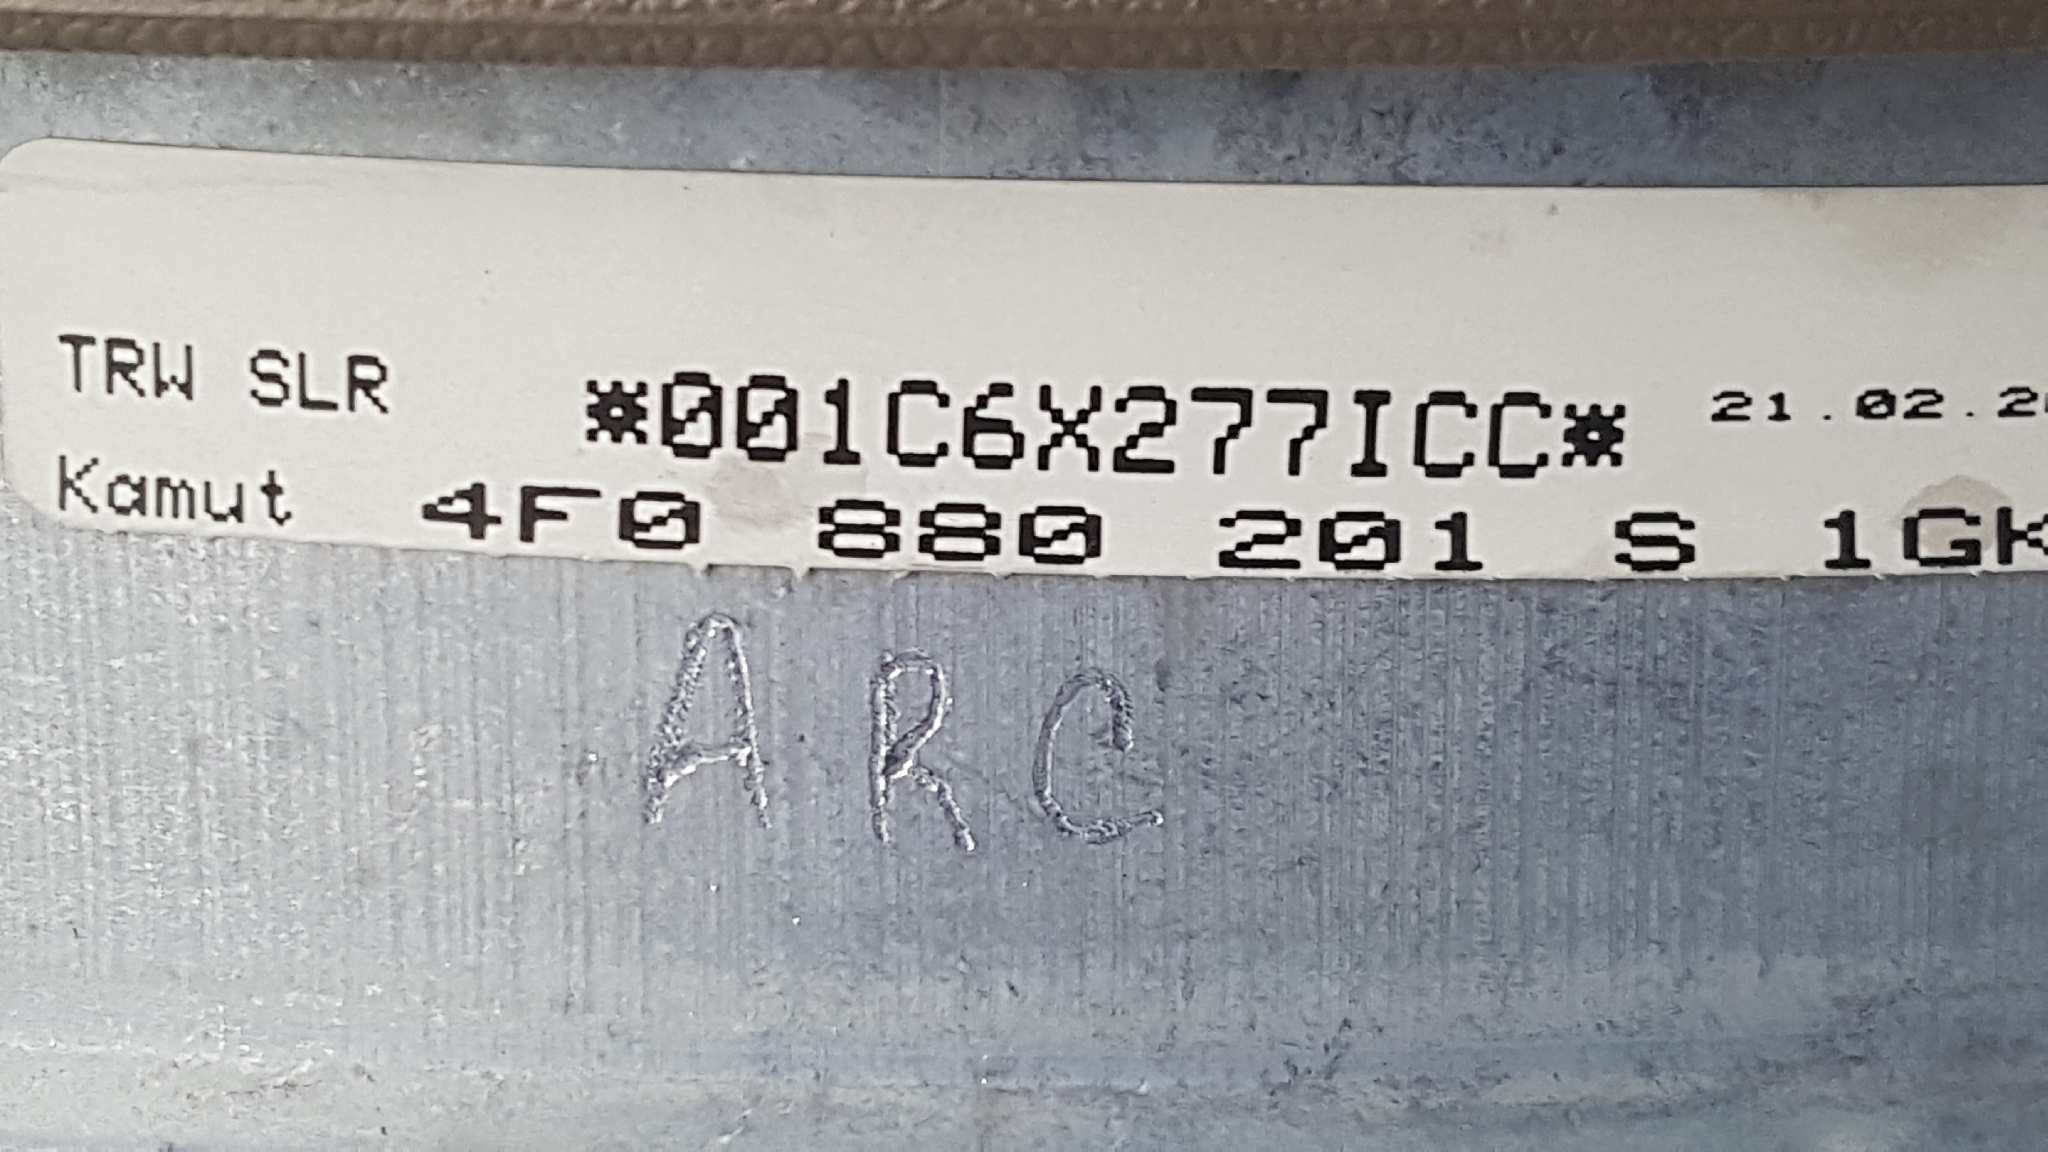 TRW SLR *001C6X277ICC* 21.02.2
Kamut 4F0 880 201 S 1GK
ARC